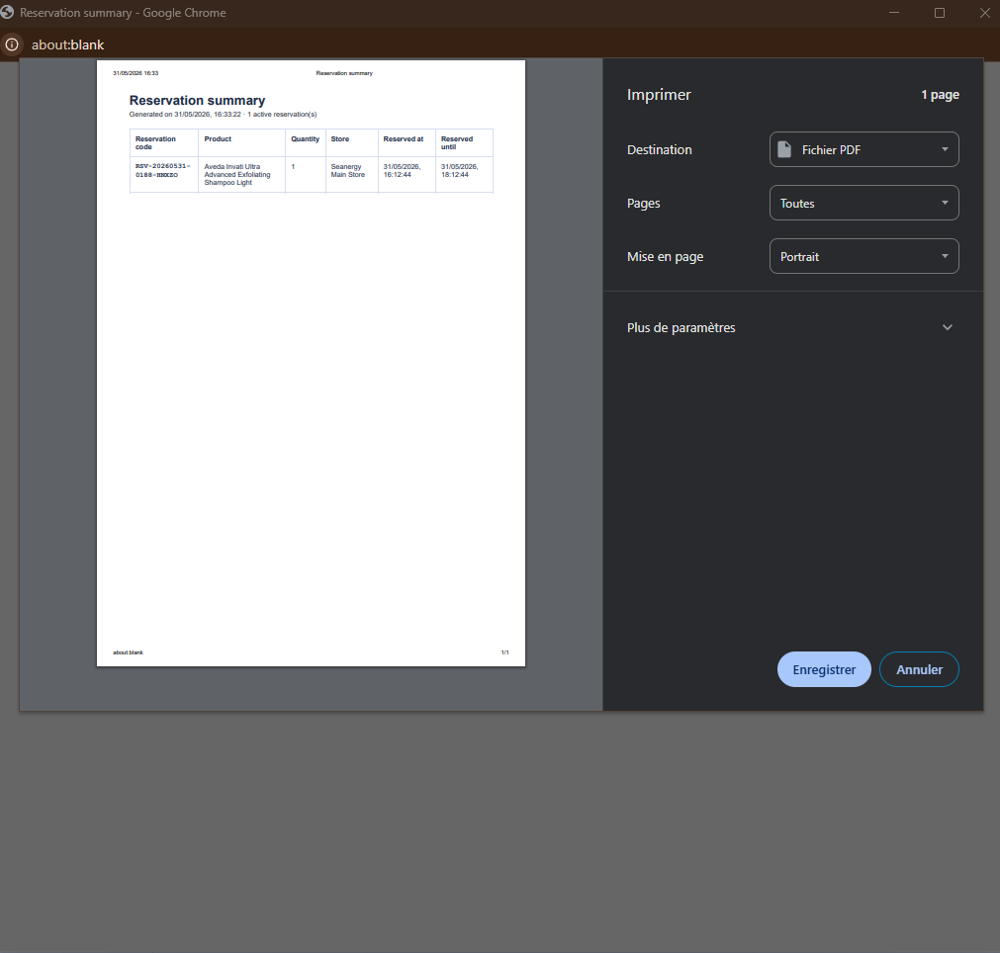 Reservation summary - Google Chrome
about:blank
31/05/2026 16:33
Reservation summary
Reservation summary
Generated on 31/05/2026, 16:33:22 · 1 active reservation(s)
Reservation code
Product
Quantity
Store
Reserved at
Reserved until
RSV-20260531-
0188-
Aveda Invati Ultra
Advanced Exfoliating
Shampoo Light
1
Seanergy
Main Store
31/05/2026,
16:12:44
31/05/2026,
18:12:44
about:blank
1/1
Imprimer
1 page
Destination
Fichier PDF
Pages
Toutes
Mise en page
Portrait
Plus de paramètres
Enregistrer
Annuler